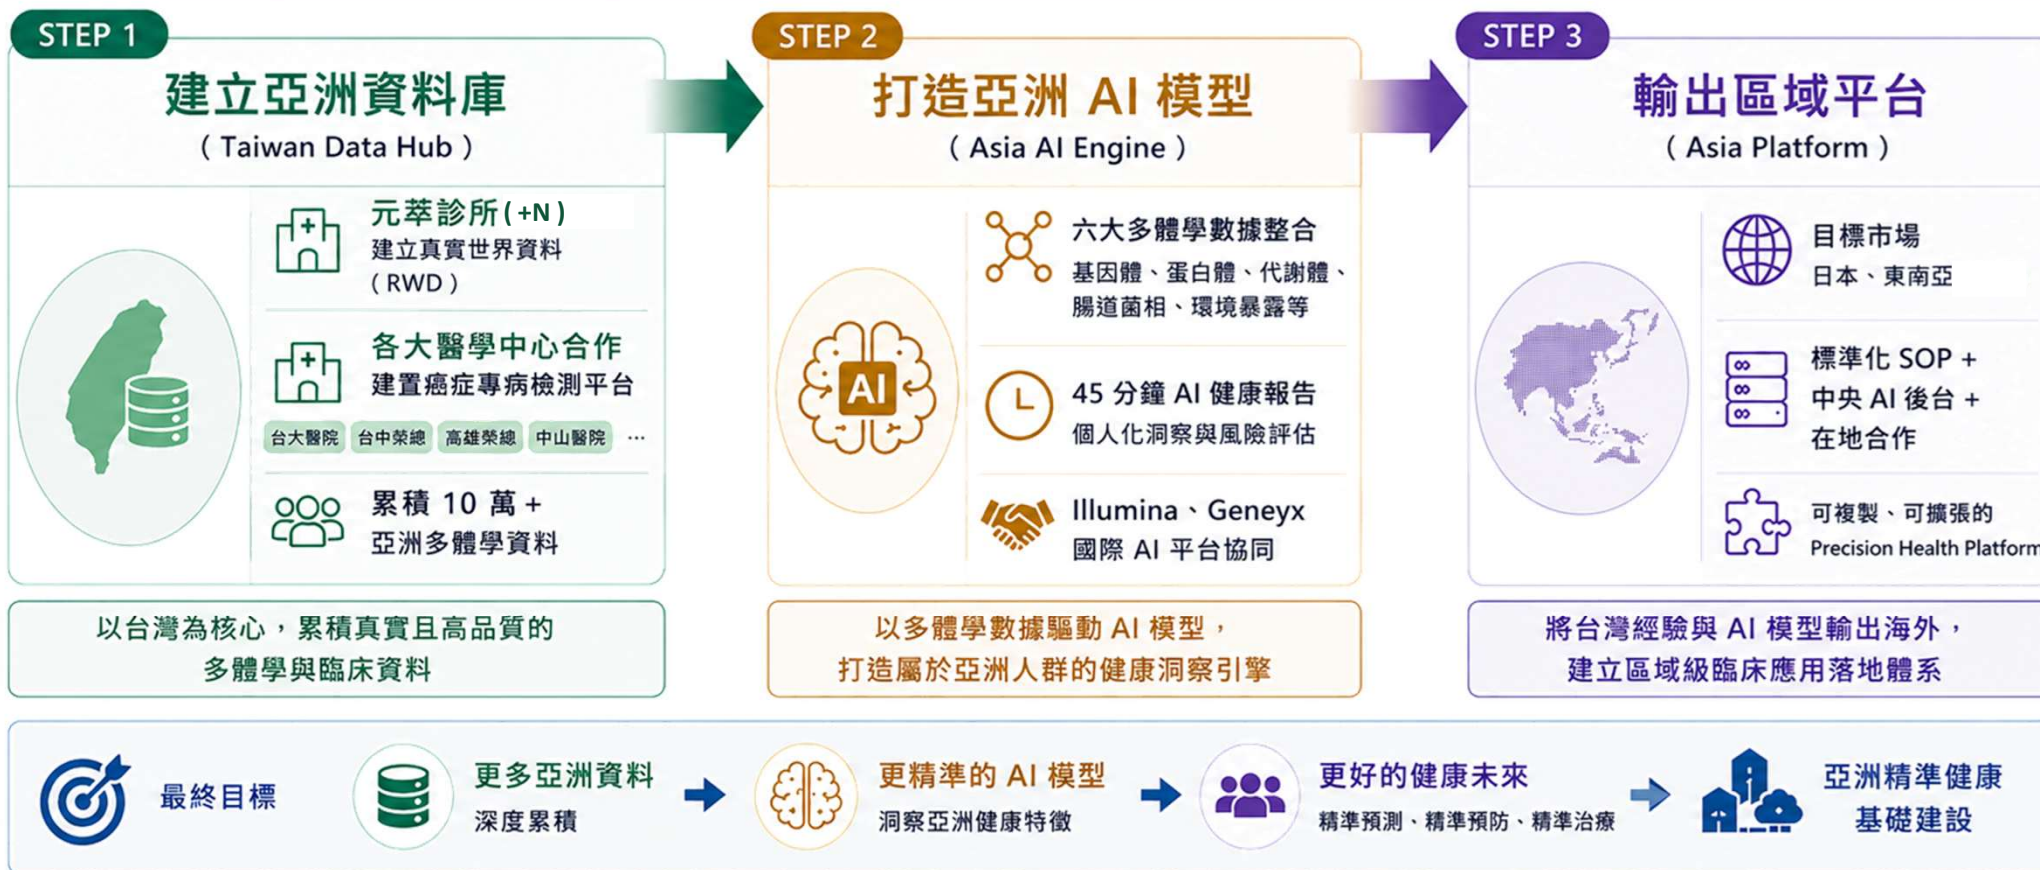 STEP 1
建立亞洲資料庫
( Taiwan Data Hub )
元萃診所 ( +N )
建立真實世界資料
( RWD )
各大醫學中心合作
建置癌症專病檢測平台
台大醫院 台中榮總 高雄榮總 中山醫院 ···
累積 10 萬 +
亞洲多體學資料
以台灣為核心，累積真實且高品質的
多體學與臨床資料
STEP 2
打造亞洲 AI 模型
( Asia AI Engine )
AI
六大多體學數據整合
基因體、蛋白體、代謝體、
腸道菌相、環境暴露等
45 分鐘 AI 健康報告
個人化洞察與風險評估
Illumina、Geneyx
國際 AI 平台協同
以多體學數據驅動 AI 模型，
打造屬於亞洲人群的健康洞察引擎
STEP 3
輸出區域平台
( Asia Platform )
目標市場
日本、東南亞
標準化 SOP +
中央 AI 後台 +
在地合作
可複製、可擴張的
Precision Health Platform
將台灣經驗與 AI 模型輸出海外，
建立區域級臨床應用落地體系
最終目標
更多亞洲資料
深度累積
更精準的 AI 模型
洞察亞洲健康特徵
更好的健康未來
精準預測、精準預防、精準治療
亞洲精準健康
基礎建設